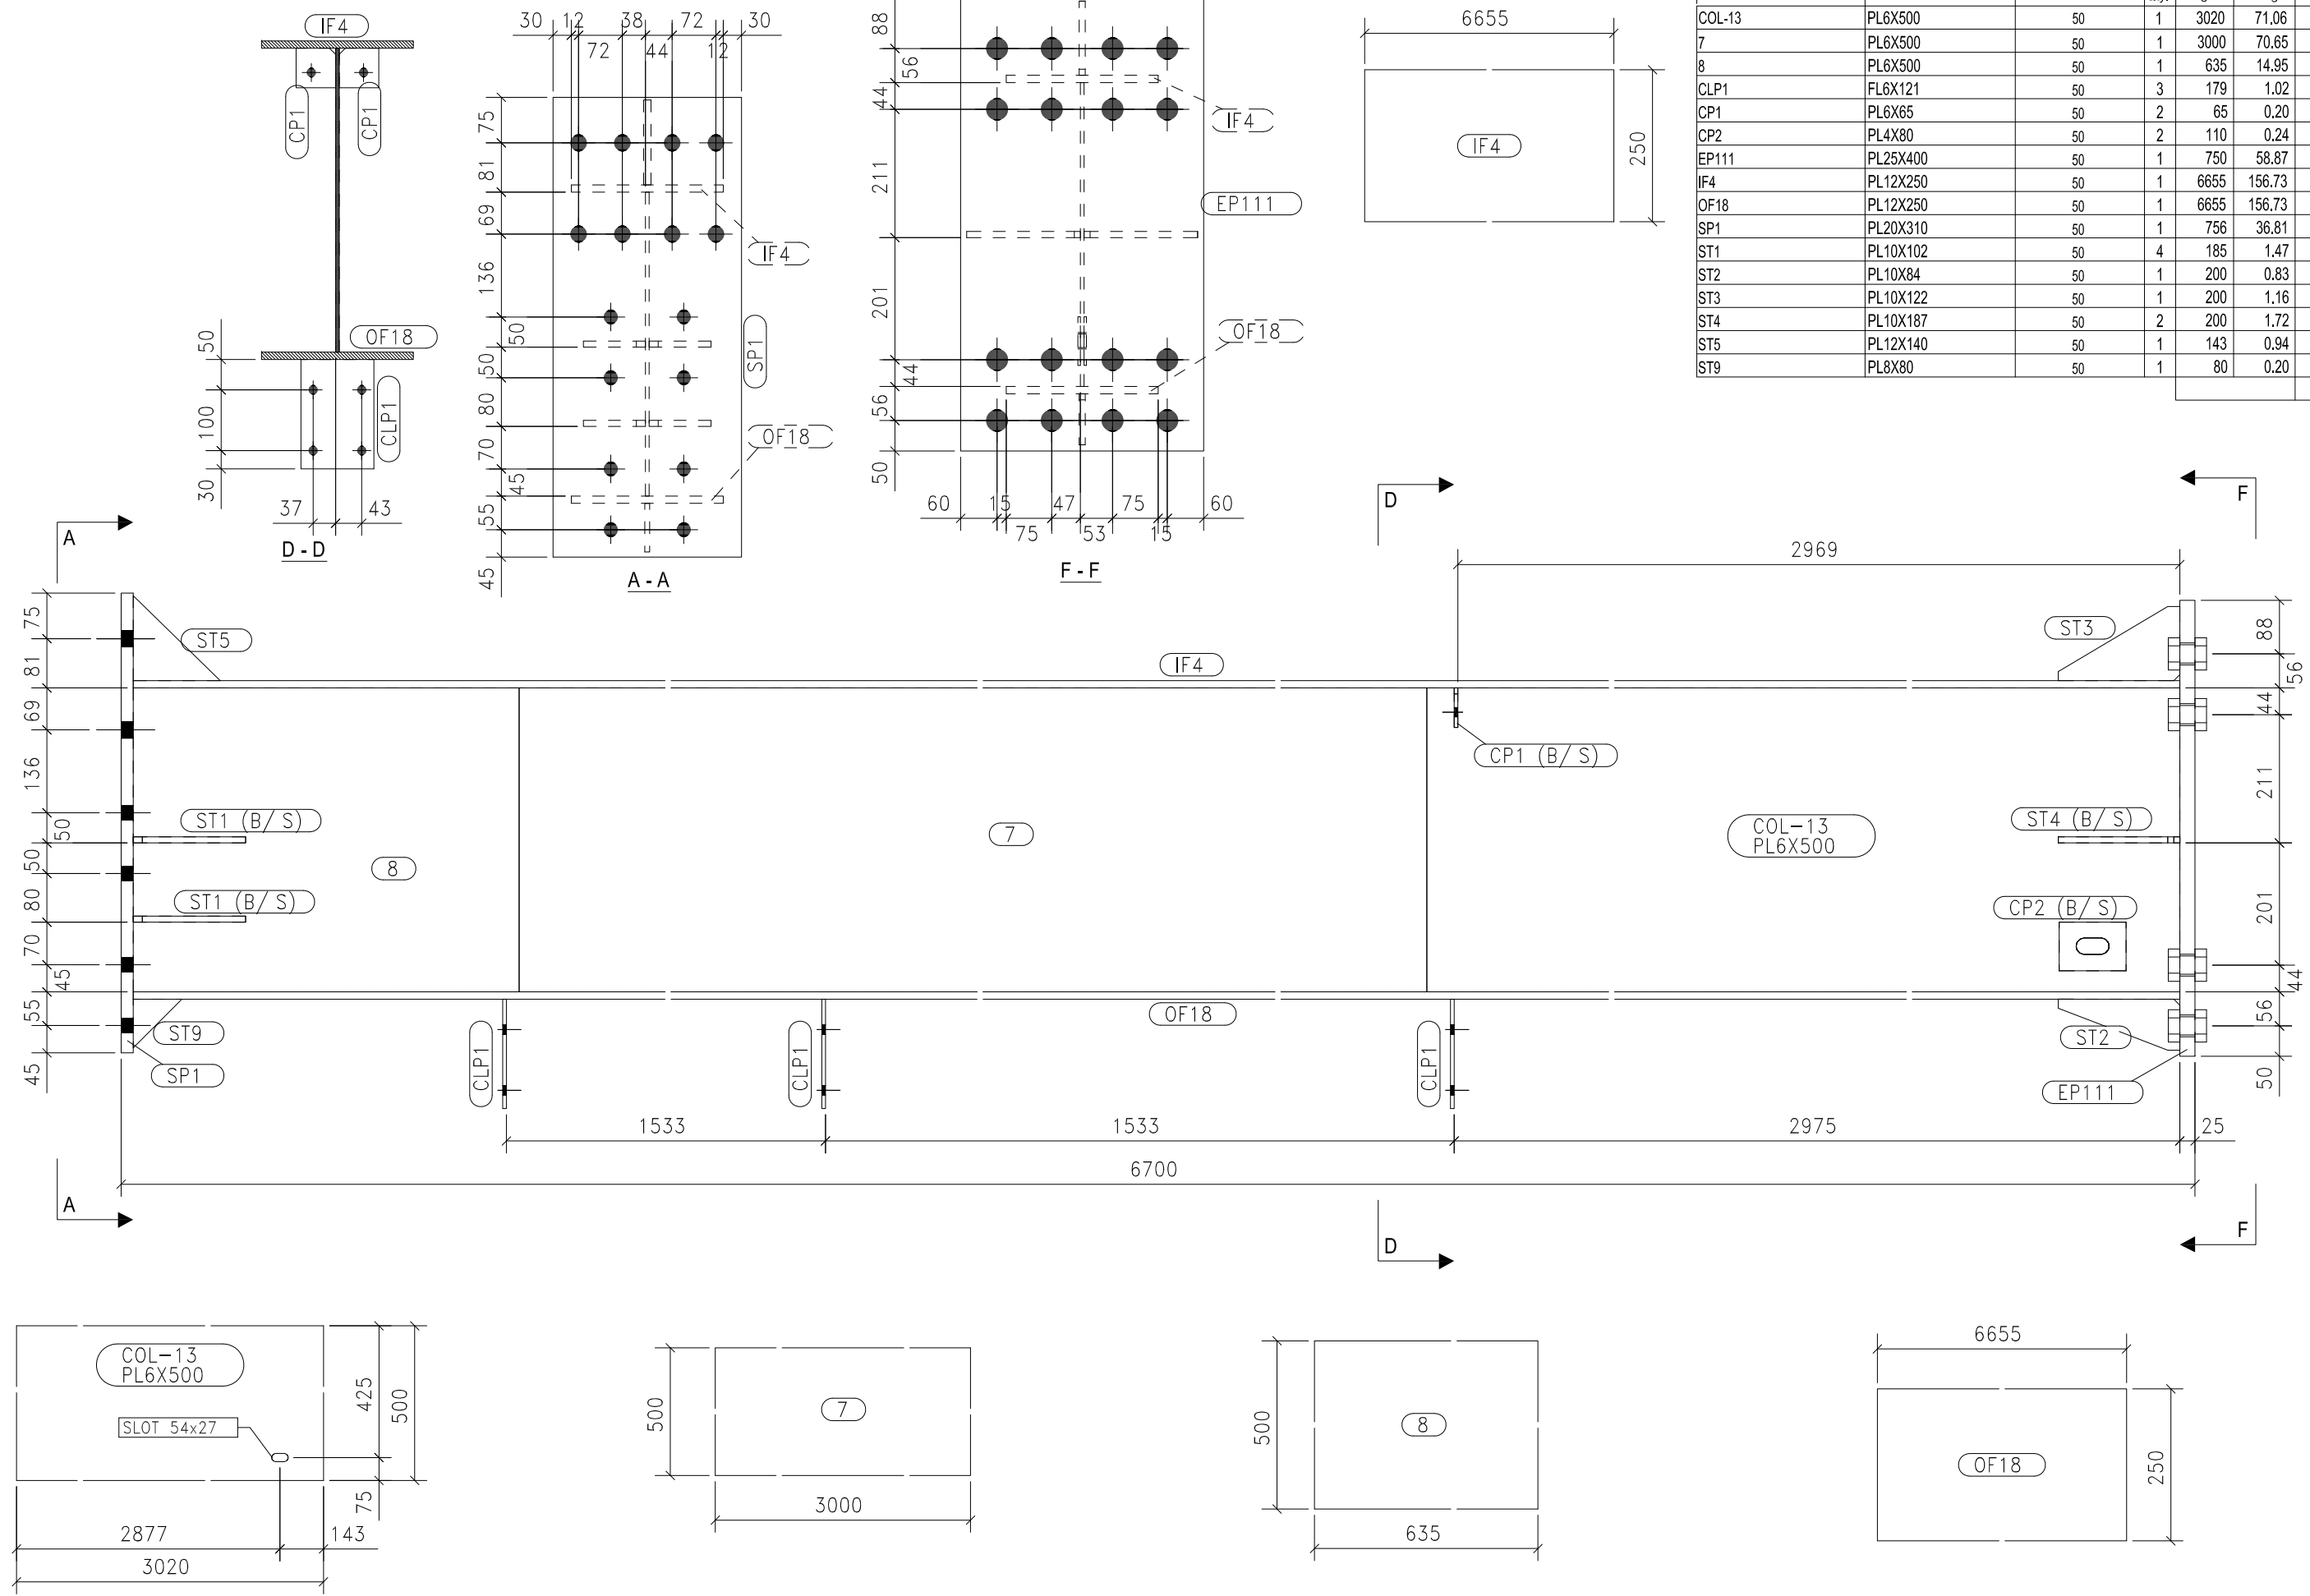 IF4
CP1
CP1
OF18
50
100
30
CLP1
37
43
D - D
30 12 38 72 30
72 44 12
75
81
69
136
50
50
80
70
45
55
45
IF4
SP1
OF18
A - A
88
56
44
211
201
44
56
50
IF4
EP111
OF18
60 15 47 75 60
75 53 15
F - F
6655
IF4
250
COL-13 PL6X500 50 1 3020 71.06
7 PL6X500 50 1 3000 70.65
8 PL6X500 50 1 635 14.95
CLP1 FL6X121 50 3 179 1.02
CP1 PL6X65 50 2 65 0.20
CP2 PL4X80 50 2 110 0.24
EP111 PL25X400 50 1 750 58.87
IF4 PL12X250 50 1 6655 156.73
OF18 PL12X250 50 1 6655 156.73
SP1 PL20X310 50 1 756 36.81
ST1 PL10X102 50 4 185 1.47
ST2 PL10X84 50 1 200 0.83
ST3 PL10X122 50 1 200 1.16
ST4 PL10X187 50 2 200 1.72
ST5 PL12X140 50 1 143 0.94
ST9 PL8X80 50 1 80 0.20
A
D
F
2969
75
81
69
136
50
50
80
70
45
55
45
ST5
IF4
ST3
88
56
44
211
201
44
56
50
CP1 (B/ S)
ST1 (B/ S)
8
7
COL-13
PL6X500
ST4 (B/ S)
ST1 (B/ S)
CP2 (B/ S)
ST9
SP1
CLP1
CLP1
OF18
CLP1
ST2
EP111
1533
1533
2975
25
6700
A
D
F
COL-13
PL6X500
SLOT 54x27
425
500
75
2877
143
3020
500
7
3000
500
8
635
6655
OF18
250